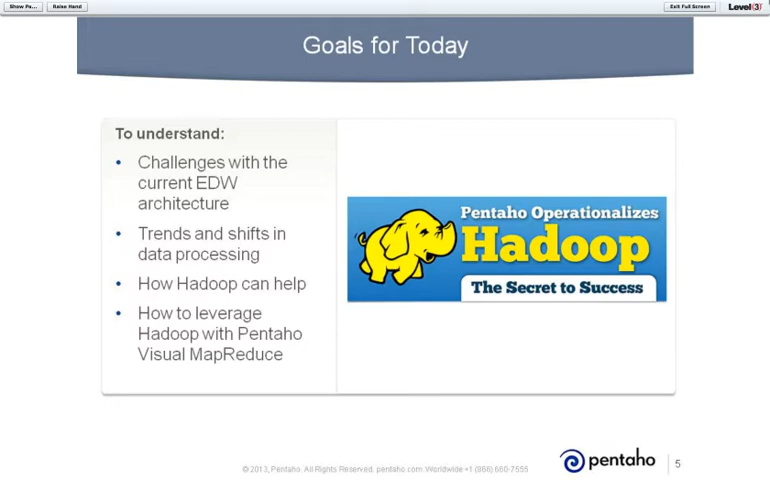 Show Pa...
Raise Hand
Exit Full Screen
Level(3)
Goals for Today
To understand:
• Challenges with the
current EDW
architecture
• Trends and shifts in
data processing
• How Hadoop can help
• How to leverage
Hadoop with Pentaho
Visual MapReduce
Pentaho Operationalizes
Hadoop
The Secret to Success
© 2013, Pentaho. All Rights Reserved. pentaho.com. Worldwide +1 (866) 660-7555
pentaho
5